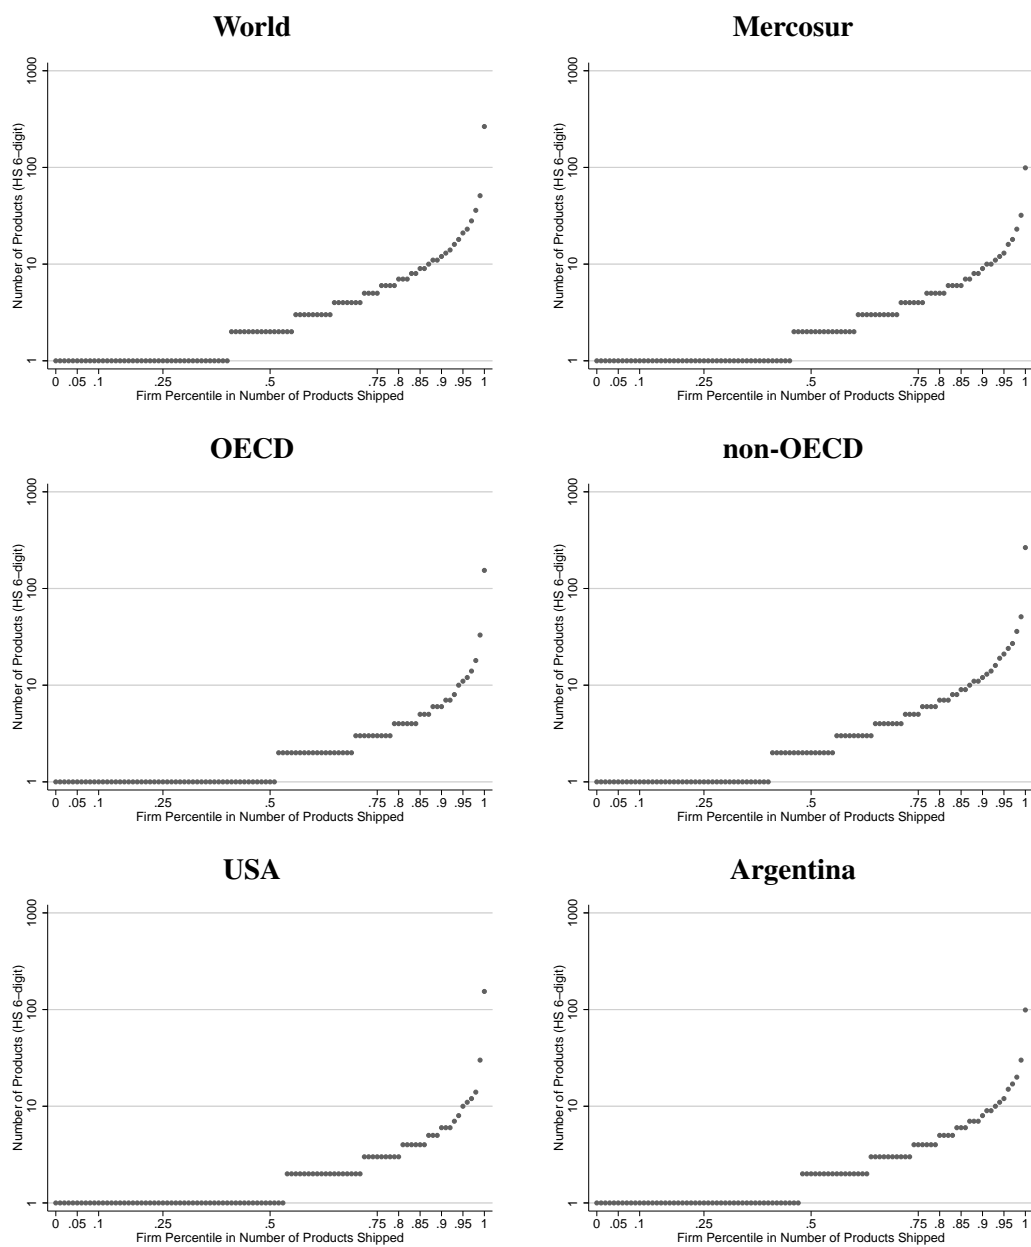 World
1000
100
10
1
Number of Products (HS 6−digit)
0 .05 .1 .25 .5 .75 .8 .85 .9 .95 1
Firm Percentile in Number of Products Shipped
Mercosur
1000
100
10
1
Number of Products (HS 6−digit)
0 .05 .1 .25 .5 .75 .8 .85 .9 .95 1
Firm Percentile in Number of Products Shipped
OECD
1000
100
10
1
Number of Products (HS 6−digit)
0 .05 .1 .25 .5 .75 .8 .85 .9 .95 1
Firm Percentile in Number of Products Shipped
non-OECD
1000
100
10
1
Number of Products (HS 6−digit)
0 .05 .1 .25 .5 .75 .8 .85 .9 .95 1
Firm Percentile in Number of Products Shipped
USA
1000
100
10
1
Number of Products (HS 6−digit)
0 .05 .1 .25 .5 .75 .8 .85 .9 .95 1
Firm Percentile in Number of Products Shipped
Argentina
1000
100
10
1
Number of Products (HS 6−digit)
0 .05 .1 .25 .5 .75 .8 .85 .9 .95 1
Firm Percentile in Number of Products Shipped